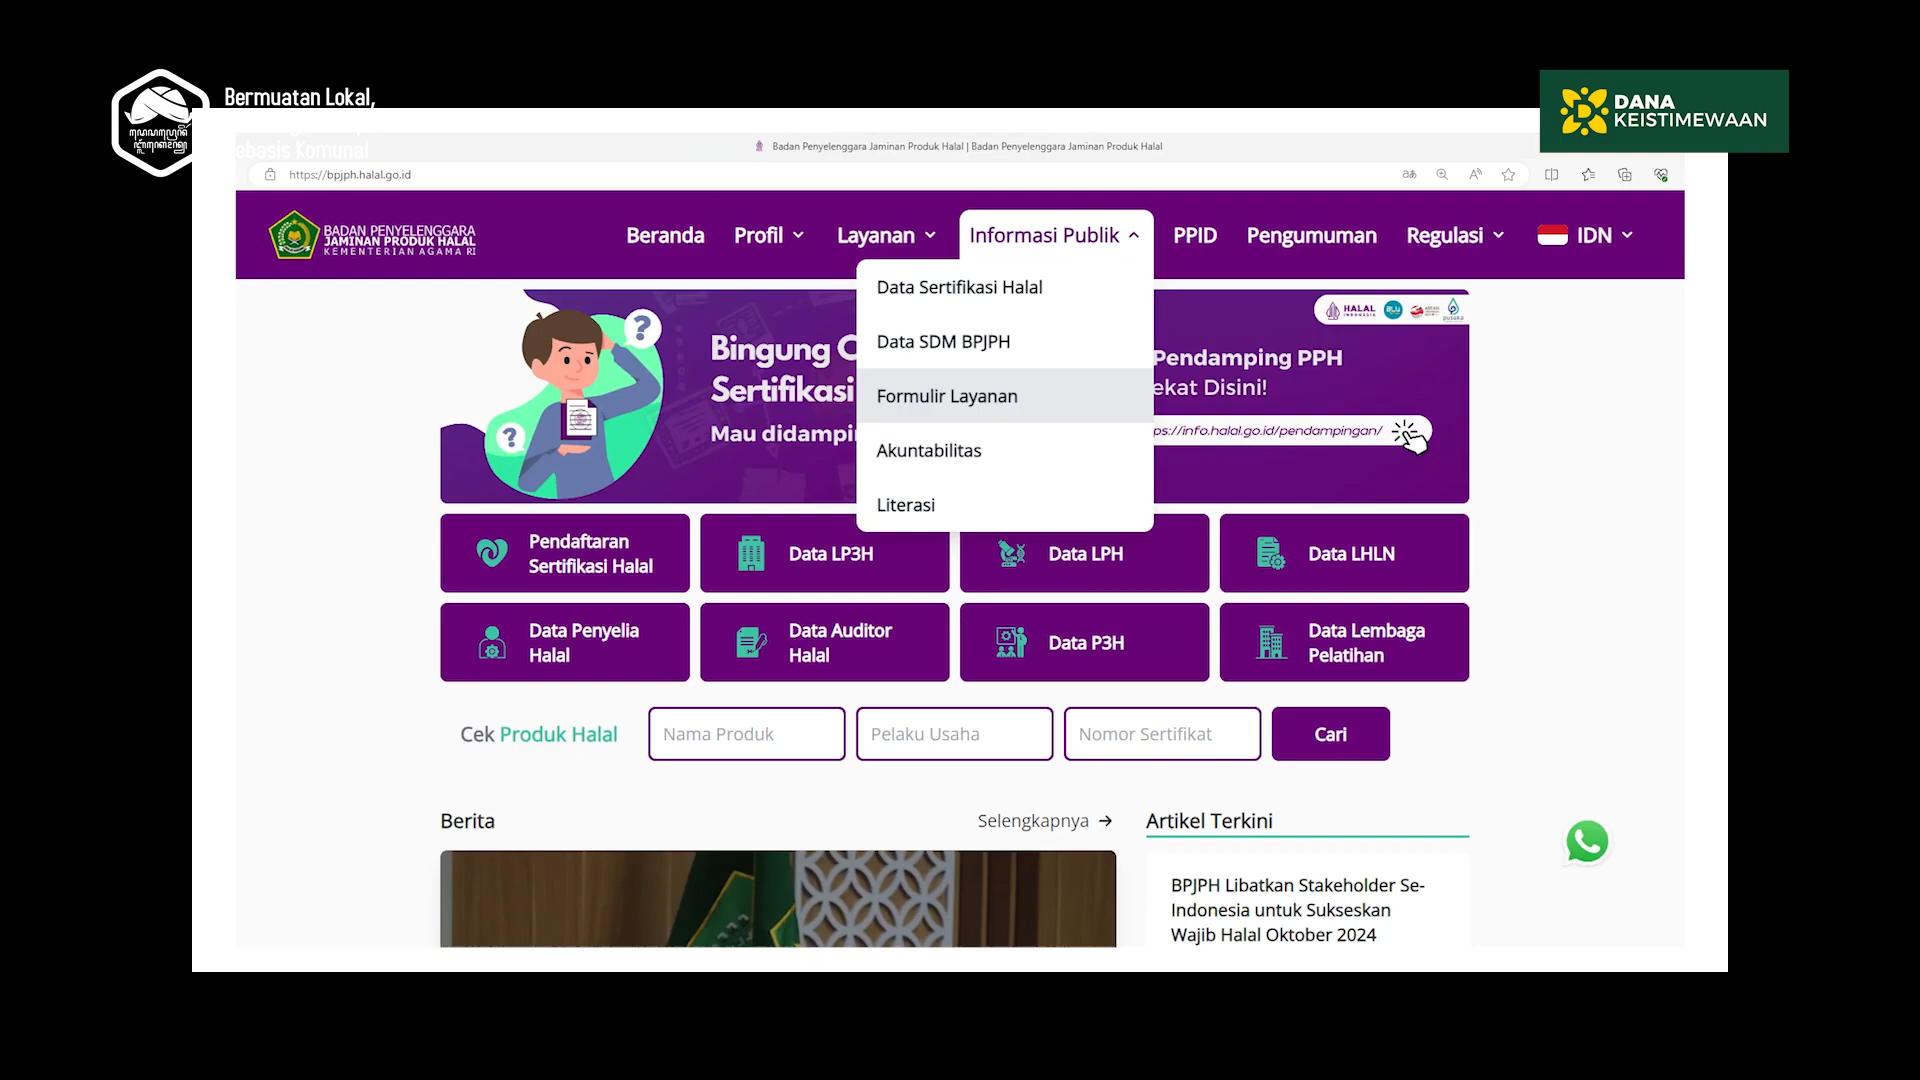 Bermuatan Lokal,
ebasis Komunal
DANA
KEISTIMEWAAN
Badan Penyelenggara Jaminan Produk Halal | Badan Penyelenggara Jaminan Produk Halal
https://bpjph.halal.go.id
BADAN PENYELENGGARA
JAMINAN PRODUK HALAL
KEMENTERIAN AGAMA RI
Beranda Profil Layanan Informasi Publik PPID Pengumuman Regulasi IDN
Data Sertifikasi Halal
Data SDM BPJPH
Formulir Layanan
Akuntabilitas
Literasi
Bingung
Sertifikasi
Mau didampi
HALAL
INDONESIA
Pendamping PPH
ekat Disini!
ps://info.halal.go.id/pendampingan/
Pendaftaran
Sertifikasi Halal
Data LP3H
Data LPH
Data LHLN
Data Penyelia
Halal
Data Auditor
Halal
Data P3H
Data Lembaga
Pelatihan
Cek Produk Halal Nama Produk Pelaku Usaha Nomor Sertifikat Cari
Berita Selengkapnya →
Artikel Terkini
BPJPH Libatkan Stakeholder Se-
Indonesia untuk Sukseskan
Wajib Halal Oktober 2024